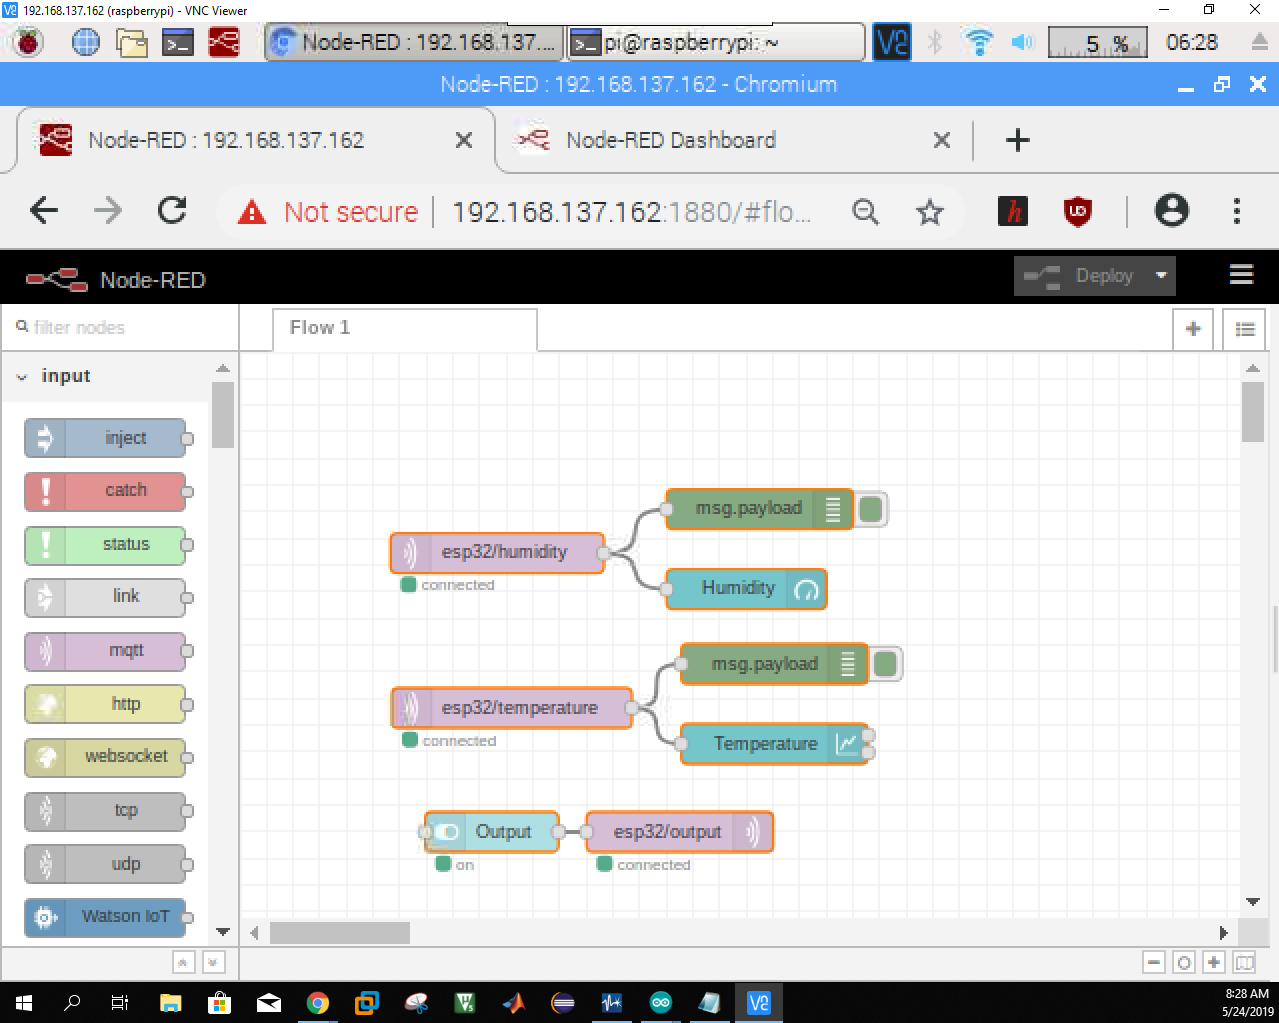 192.168.137.162 (raspberrypi) - VNC Viewer
Node-RED : 192.168.137....
pi@raspberrypi: ~
5 %
06:28
Node-RED : 192.168.137.162 - Chromium
Node-RED : 192.168.137.162
Node-RED Dashboard
Not secure
192.168.137.162:1880/#flo...
Node-RED
Deploy
filter nodes
Flow 1
input
inject
catch
status
link
mqtt
http
websocket
tcp
udp
Watson IoT
msg.payload
esp32/humidity
connected
Humidity
msg.payload
esp32/temperature
connected
Temperature
Output
on
esp32/output
connected
8:28 AM
5/24/2019